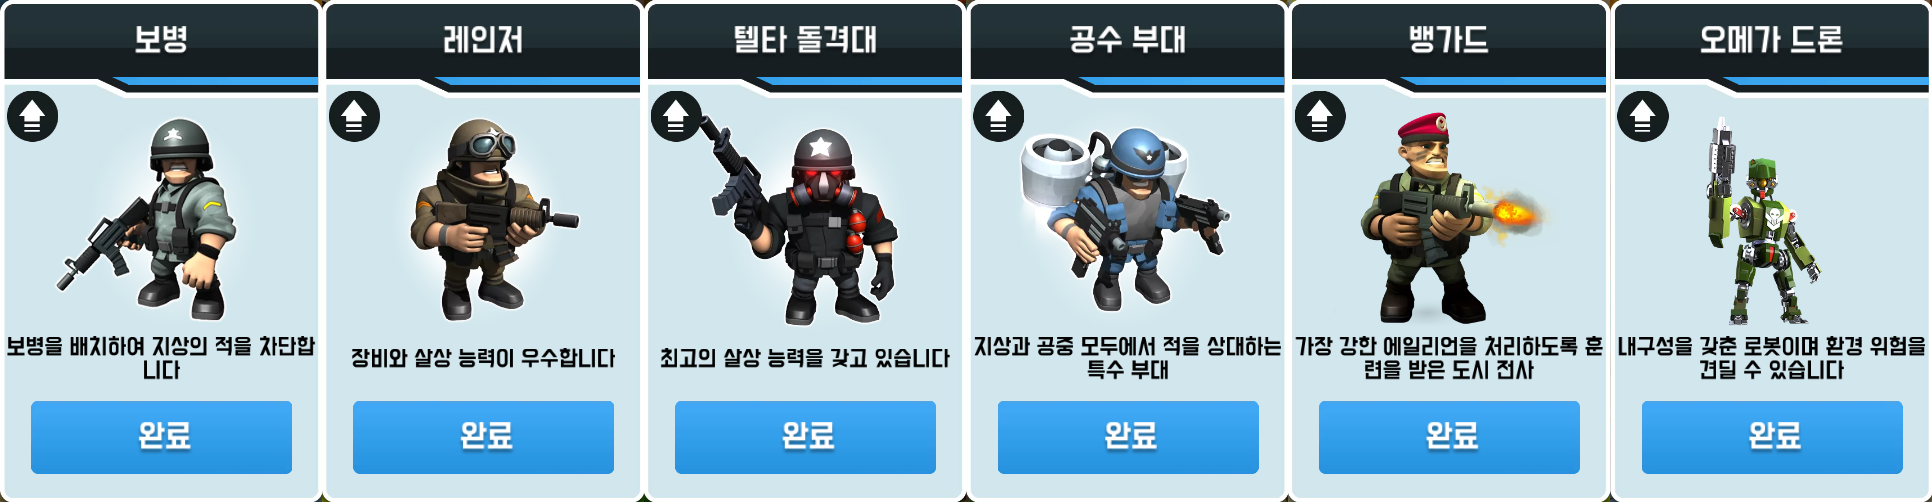 보병
레인저
텔타 돌격대
공수 부대
뱅가드
오메가 드론
보병을 배치하여 지상의 적을 차단합
니다
장비와 살상 능력이 우수합니다
최고의 살상 능력을 갖고 있습니다
지상과 공중 모두에서 적을 상대하는
특수 부대
가장 강한 에일리언을 처리하도록 훈
련을 받은 도시 전사
내구성을 갖춘 로봇이며 환경 위험을
견딜 수 있습니다
완료
완료
완료
완료
완료
완료